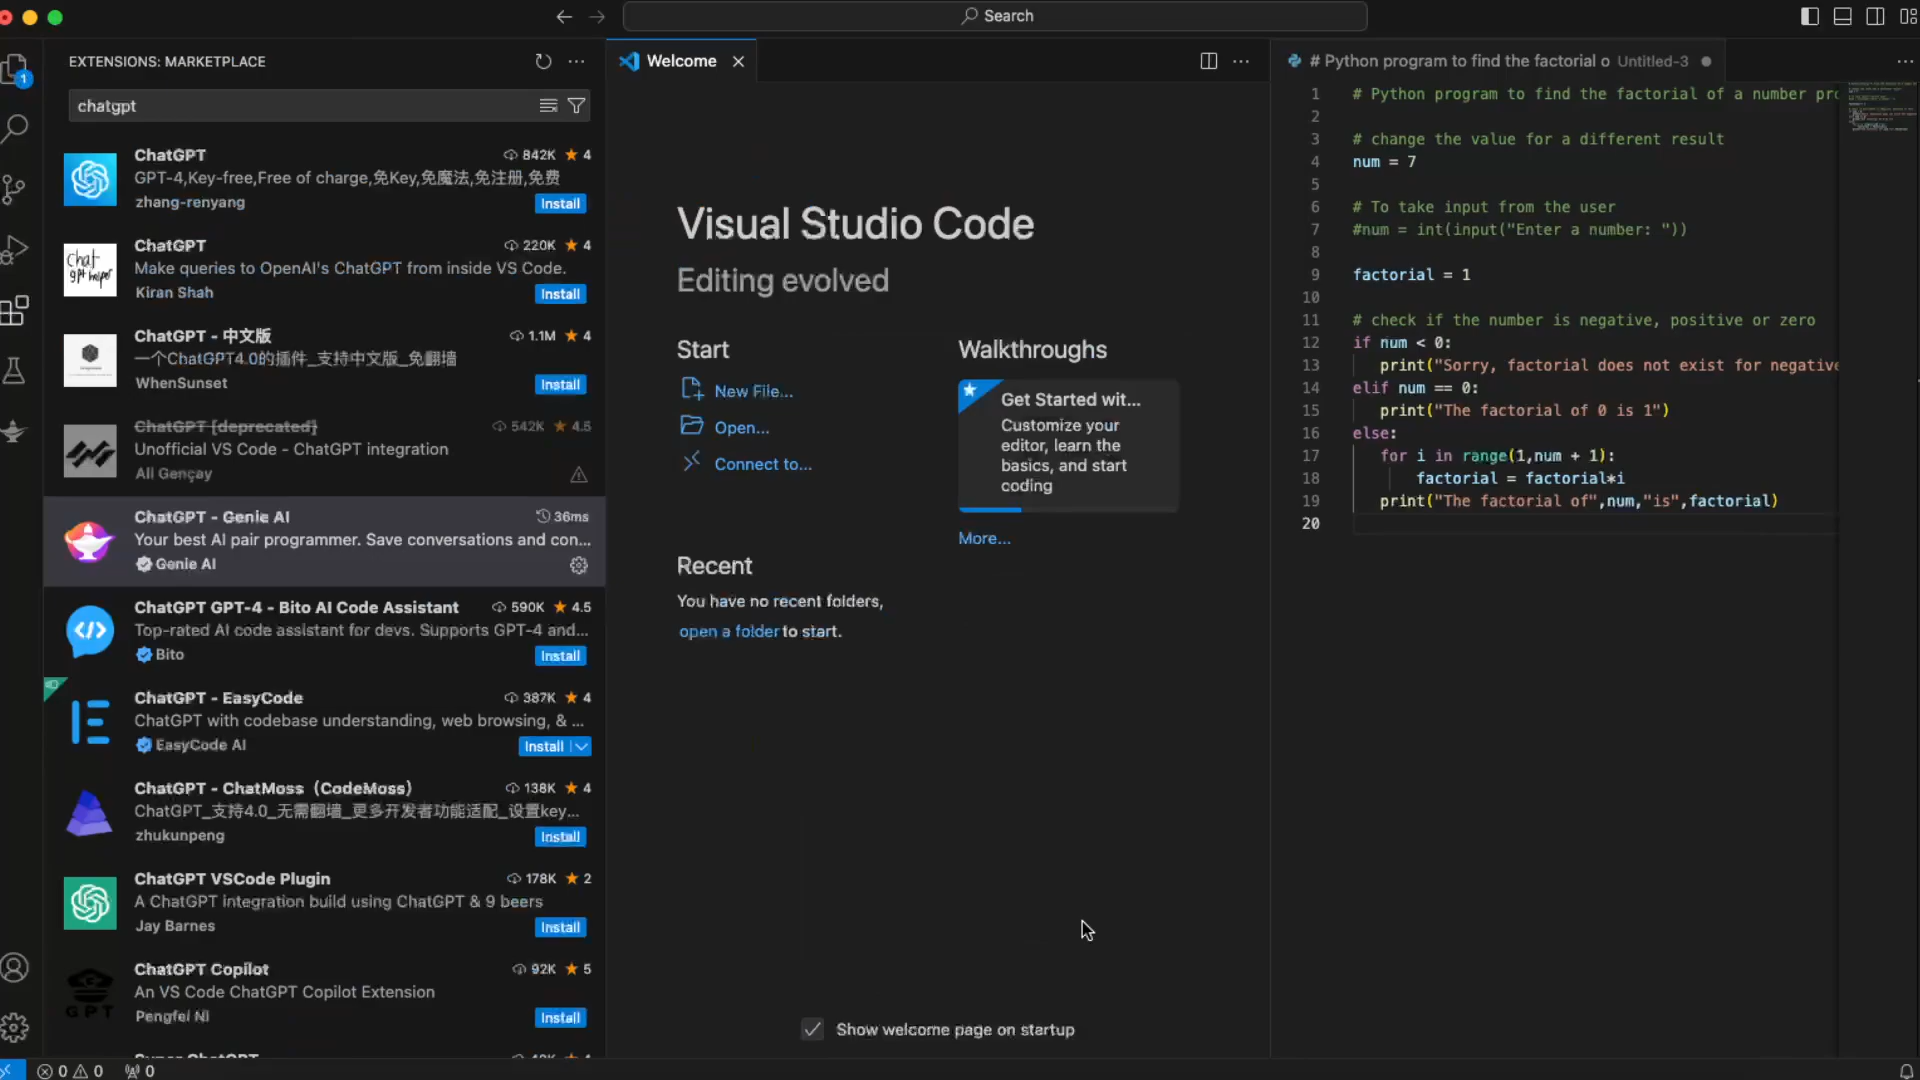 Search
EXTENSIONS: MARKETPLACE
chatgpt
ChatGPT 842K 4
GPT-4,Key-free,Free of charge,免Key,免魔法,免注册,免费
zhang-renyang Install
Chat gpt helper
ChatGPT 220K 4
Make queries to OpenAI's ChatGPT from inside VS Code.
Kiran Shah Install
ChatGPT - 中文版 1.1M 4
一个ChatGPT4.0的插件_支持中文版_免翻墙
WhenSunset Install
ChatGPT [deprecated] 542K 4.5
Unofficial VS Code - ChatGPT integration
Ali Gençay
ChatGPT - Genie AI 36ms
Your best AI pair programmer. Save conversations and con...
Genie AI
ChatGPT GPT-4 - Bito AI Code Assistant 590K 4.5
Top-rated AI code assistant for devs. Supports GPT-4 and...
Bito Install
ChatGPT - EasyCode 387K 4
ChatGPT with codebase understanding, web browsing, & ...
EasyCode AI Install
ChatGPT - ChatMoss（CodeMoss） 138K 4
ChatGPT_支持4.0_无需翻墙_更多开发者功能适配_设置key...
zhukunpeng Install
ChatGPT VSCode Plugin 178K 2
A ChatGPT integration build using ChatGPT & 9 beers
Jay Barnes Install
GPT
ChatGPT Copilot 92K 5
An VS Code ChatGPT Copilot Extension
Pengfei Ni Install
Super ChatGPT
1
0 0 0
Welcome
Visual Studio Code
Editing evolved
Start
New File...
Open...
Connect to...
Recent
You have no recent folders,
open a folder to start.
Walkthroughs
Get Started wit...
Customize your
editor, learn the
basics, and start
coding
More...
Show welcome page on startup
# Python program to find the factorial o Untitled-3
1 # Python program to find the factorial of a number pro
2
3 # change the value for a different result
4 num = 7
5
6 # To take input from the user
7 #num = int(input("Enter a number: "))
8
9 factorial = 1
10
11 # check if the number is negative, positive or zero
12 if num < 0:
13 print("Sorry, factorial does not exist for negative
14 elif num == 0:
15 print("The factorial of 0 is 1")
16 else:
17 for i in range(1,num + 1):
18 factorial = factorial*i
19 print("The factorial of",num,"is",factorial)
20